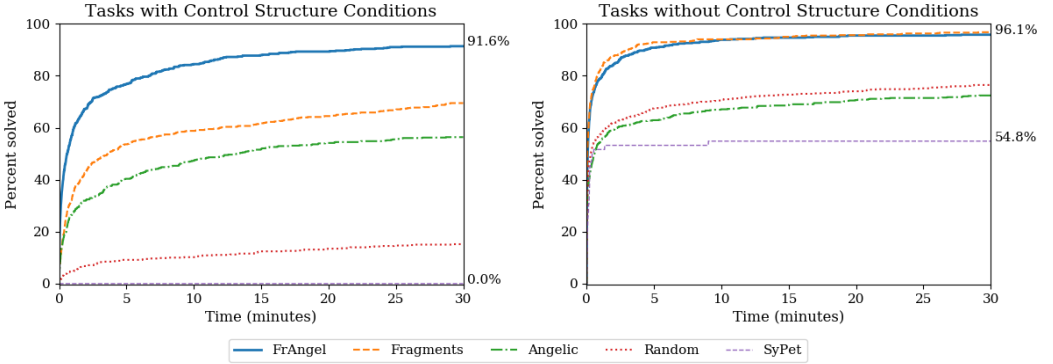 Tasks with Control Structure Conditions
Percent solved
100
80
60
40
20
0
0 5 10 15 20 25 30
Time (minutes)
91.6%
0.0%
Tasks without Control Structure Conditions
Percent solved
100
80
60
40
20
0
0 5 10 15 20 25 30
Time (minutes)
96.1%
54.8%
FrAngel Fragments Angelic Random SyPet